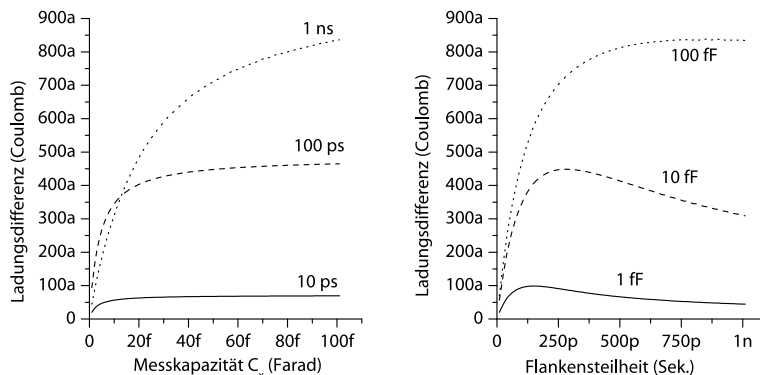 Ladungsdifferenz (Coulomb)
900a
800a
700a
600a
500a
400a
300a
200a
100a
0
1 ns
100 ps
10 ps
0 20f 40f 60f 80f 100f
Messkapazität Cx (Farad)
Ladungsdifferenz (Coulomb)
900a
800a
700a
600a
500a
400a
300a
200a
100a
0
100 fF
10 fF
1 fF
0 250p 500p 750p 1n
Flankensteilheit (Sek.)